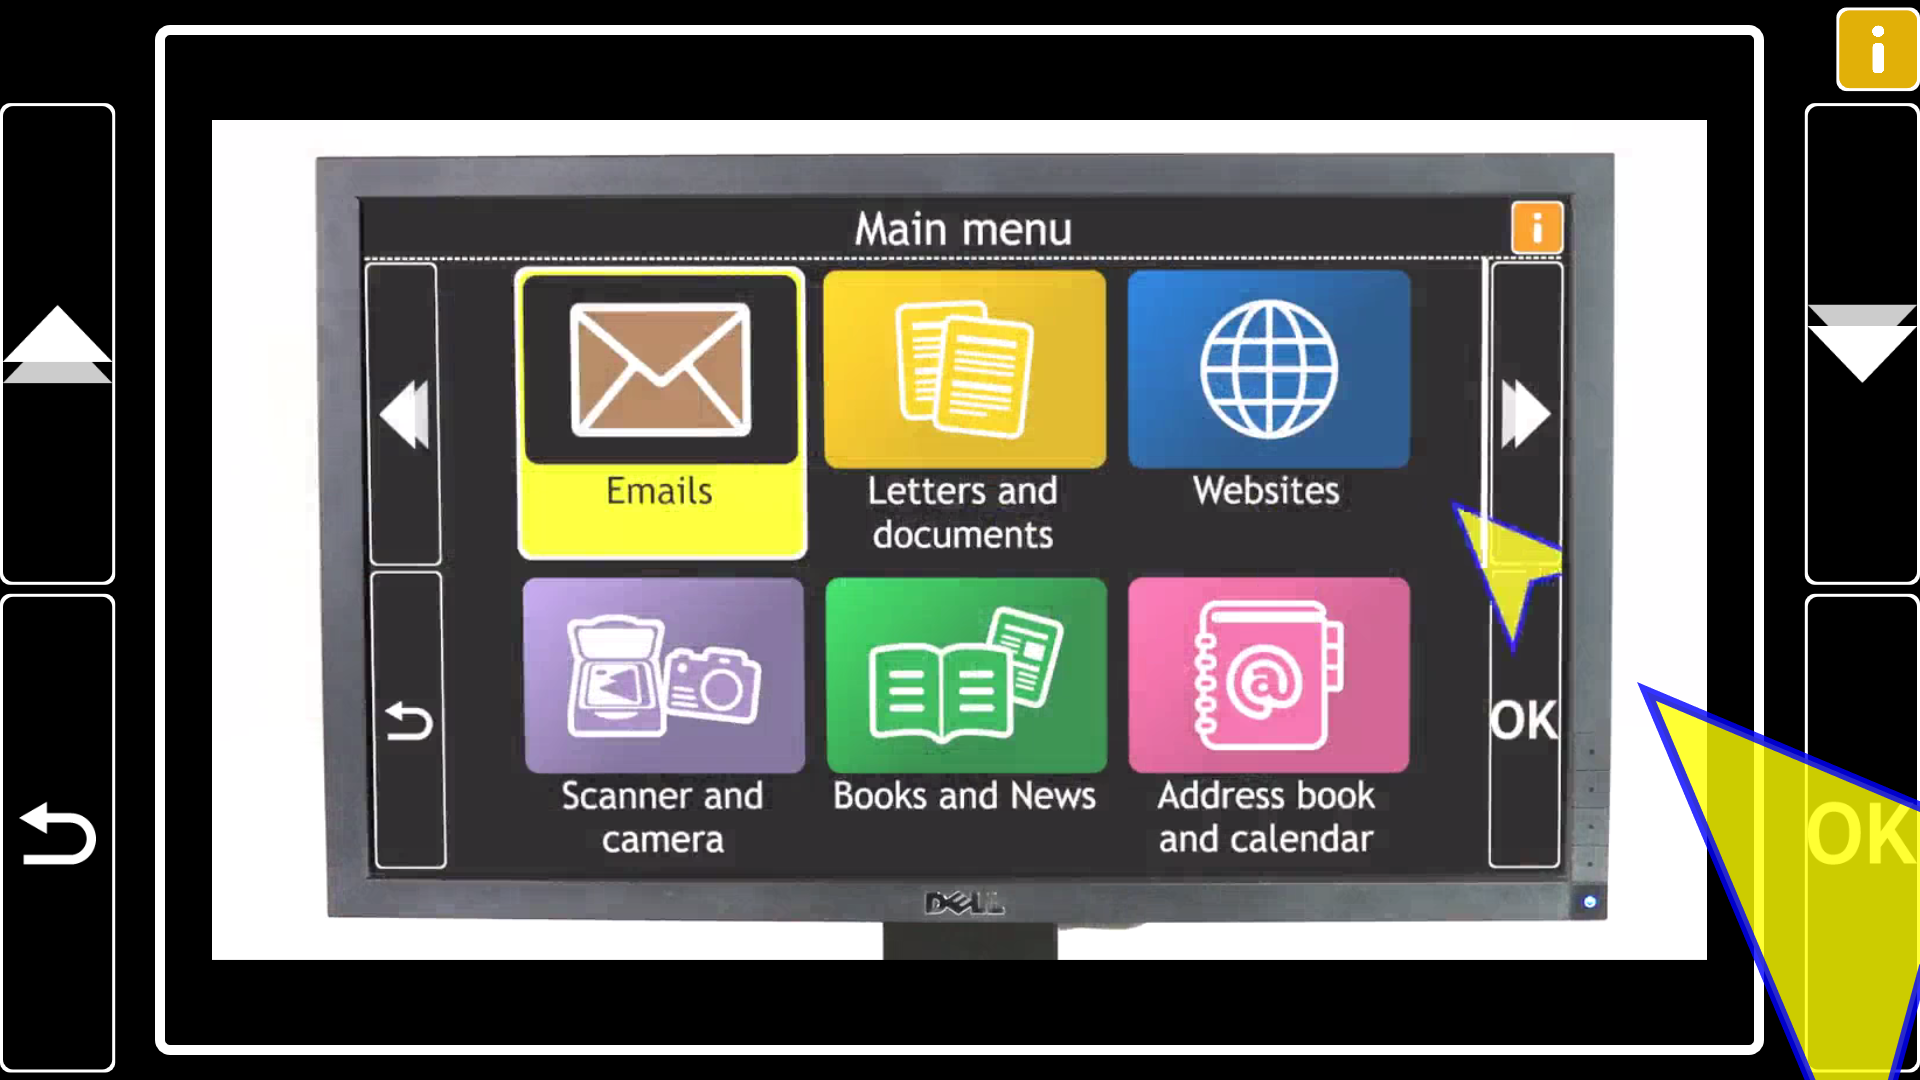 i
Main menu
i
Emails
Letters and
documents
Websites
OK
Scanner and
camera
Books and News
Address book
and calendar
DELL
OK